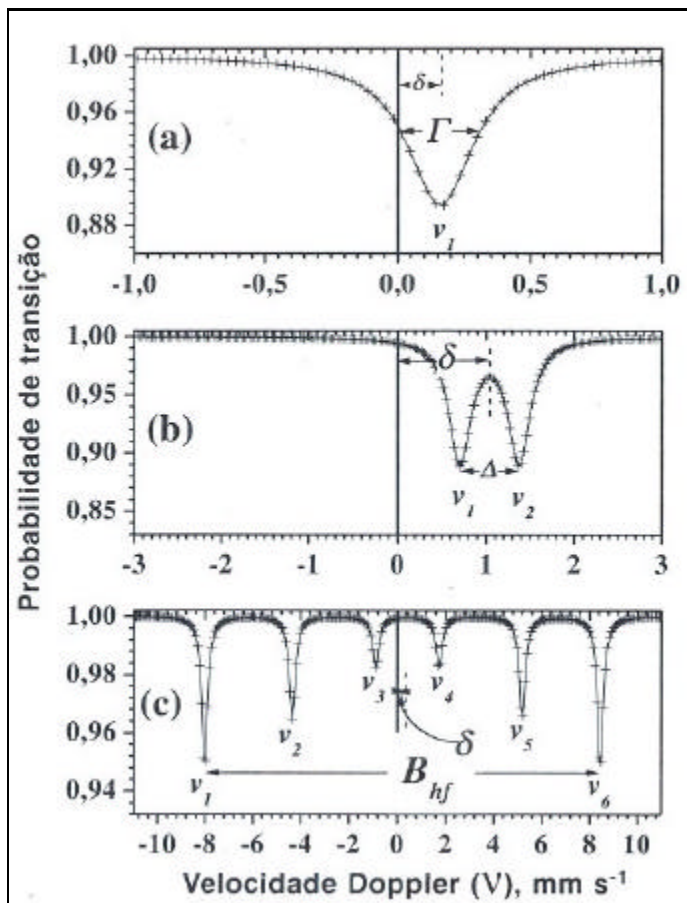 Probabilidade de transição
1,00
0,96
0,92
0,88
(a)
δ
Γ
v1
-1,0 -0,5 0,0 0,5 1,0
1,00
0,95
0,90
0,85
(b)
δ
Δ
v1 v2
-3 -2 -1 0 1 2 3
1,00
0,98
0,96
0,94
(c)
v3 v4
v2 δ v5
v1 Bhf v6
-10 -8 -6 -4 -2 0 2 4 6 8 10
Velocidade Doppler (V), mm s-1